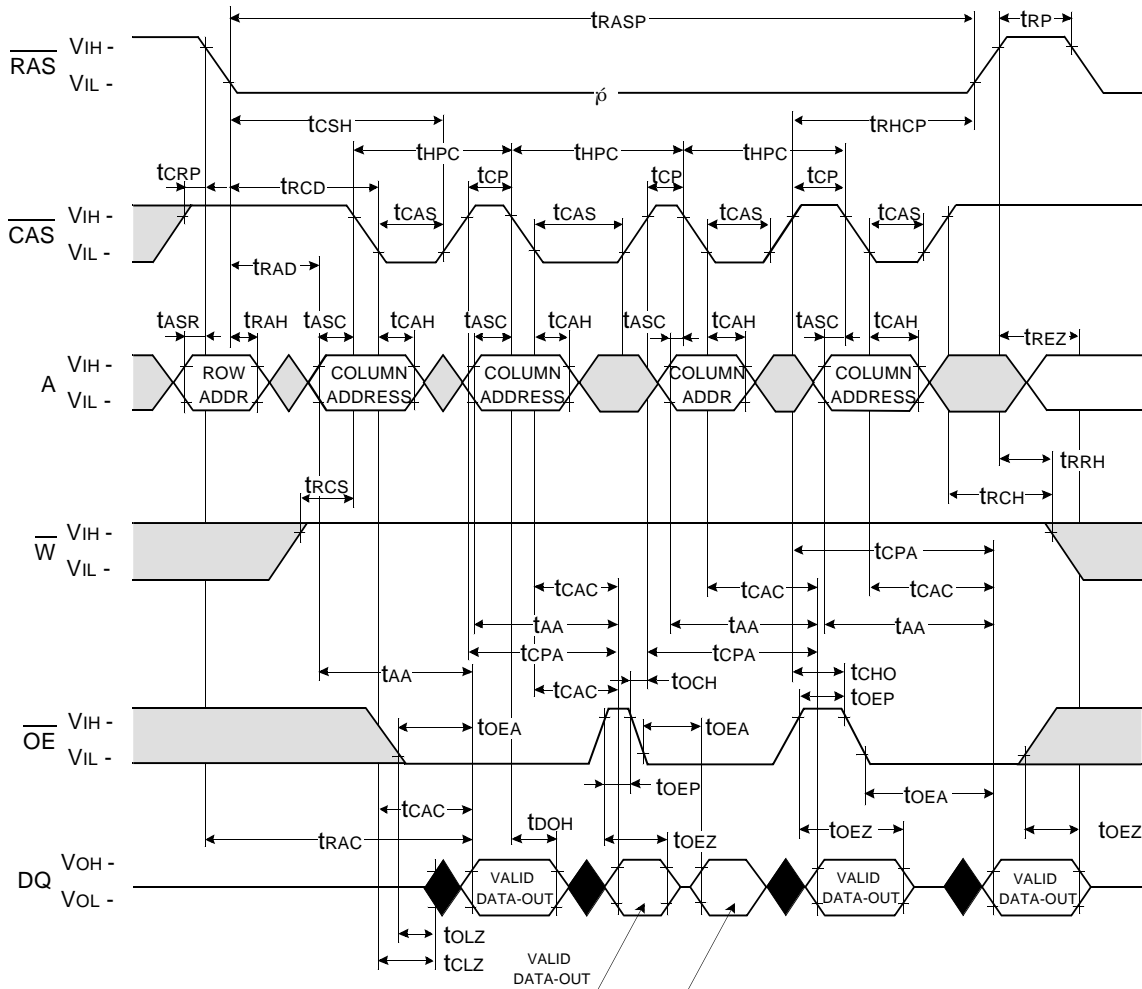 tRASP tRP
RAS VIH -
VIL -
tCSH tRHCP
tHPC tHPC tHPC
tCRP tRCD tCP tCP tCP
CAS VIH -
VIL -
tCAS tCAS tCAS tCAS
tRAD
tASR tRAH tASC tCAH tASC tCAH tASC tCAH tASC tCAH tREZ
A VIH -
VIL -
ROW ADDR
COLUMN ADDRESS
COLUMN ADDRESS
COLUMN ADDR
COLUMN ADDRESS
tRRH
tRCS tRCH
W VIH -
VIL -
tCPA
tCAC tCAC tCAC
tAA tAA tAA
tCPA tCPA
tAA tCHO
tCAC tOCH tOEP
OE VIH -
VIL -
tOEA tOEA
tOEP
tOEA
tCAC
tDOH tOEZ tOEZ tOEZ
tRAC
DQ VOH -
VOL -
VALID DATA-OUT
VALID DATA-OUT
VALID DATA-OUT
tOLZ
tCLZ
VALID
DATA-OUT